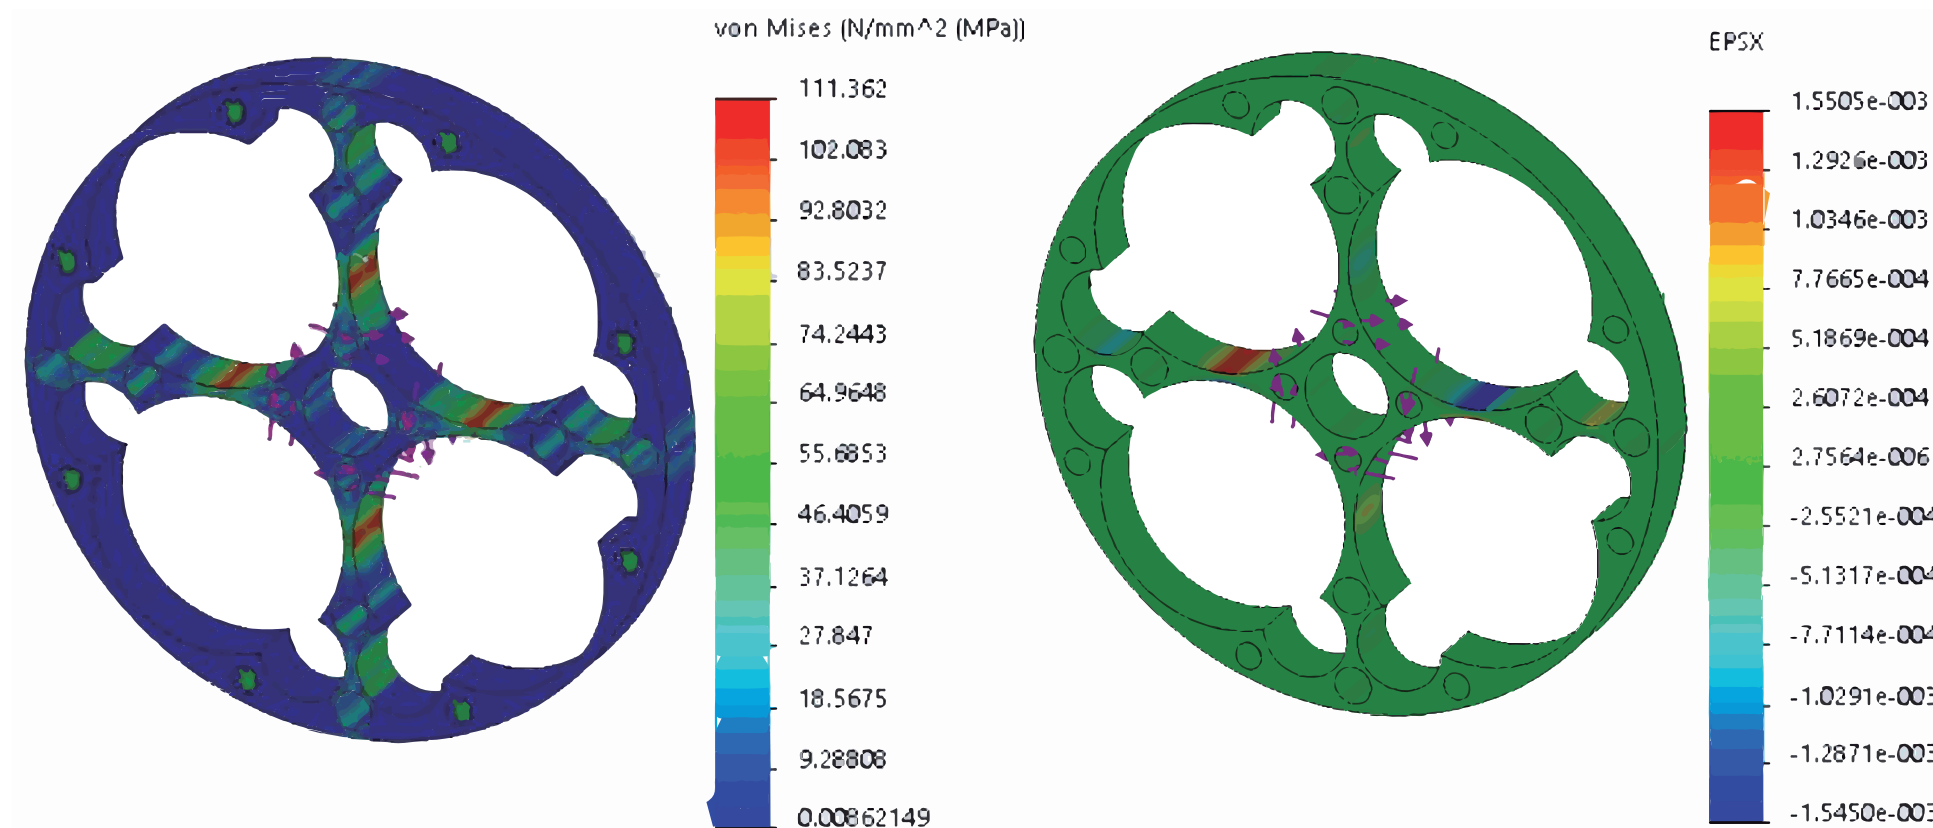 von Mises (N/mm^2 (MPa))
111.362
102.083
92.8032
83.5237
74.2443
64.9648
55.6853
46.4059
37.1264
27.847
18.5675
9.28808
0.00862149
EPSX
1.5505e-003
1.2926e-003
1.0346e-003
7.7665e-004
5.1869e-004
2.6072e-004
2.7564e-006
-2.5521e-004
-5.1317e-004
-7.7114e-004
-1.0291e-003
-1.2871e-003
-1.5450e-003